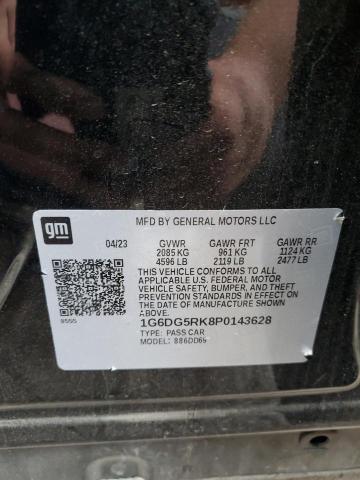 gm
MFD BY GENERAL MOTORS LLC
04/23 GVWR GAWR FRT GAWR RR
2085 KG 961 KG 1124 KG
4596 LB 2119 LB 2477 LB
THIS VEHICLE CONFORMS TO ALL
APPLICABLE U.S. FEDERAL MOTOR
VEHICLE SAFETY, BUMPER, AND THEFT
PREVENTION STANDARDS IN EFFECT ON
THE DATE OF MANUFACTURE SHOWN
ABOVE.
1G6DG5RK8P0143628
TYPE: PASS CAR
MODEL: